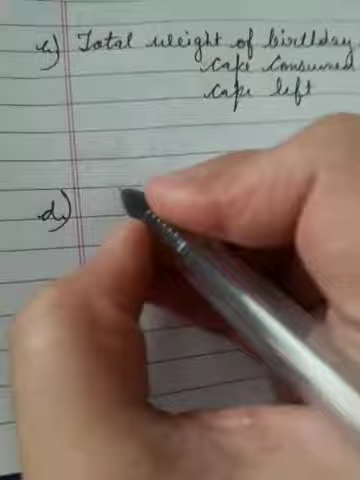 c) Total weight of birthday
cake consumed
cake left
d)